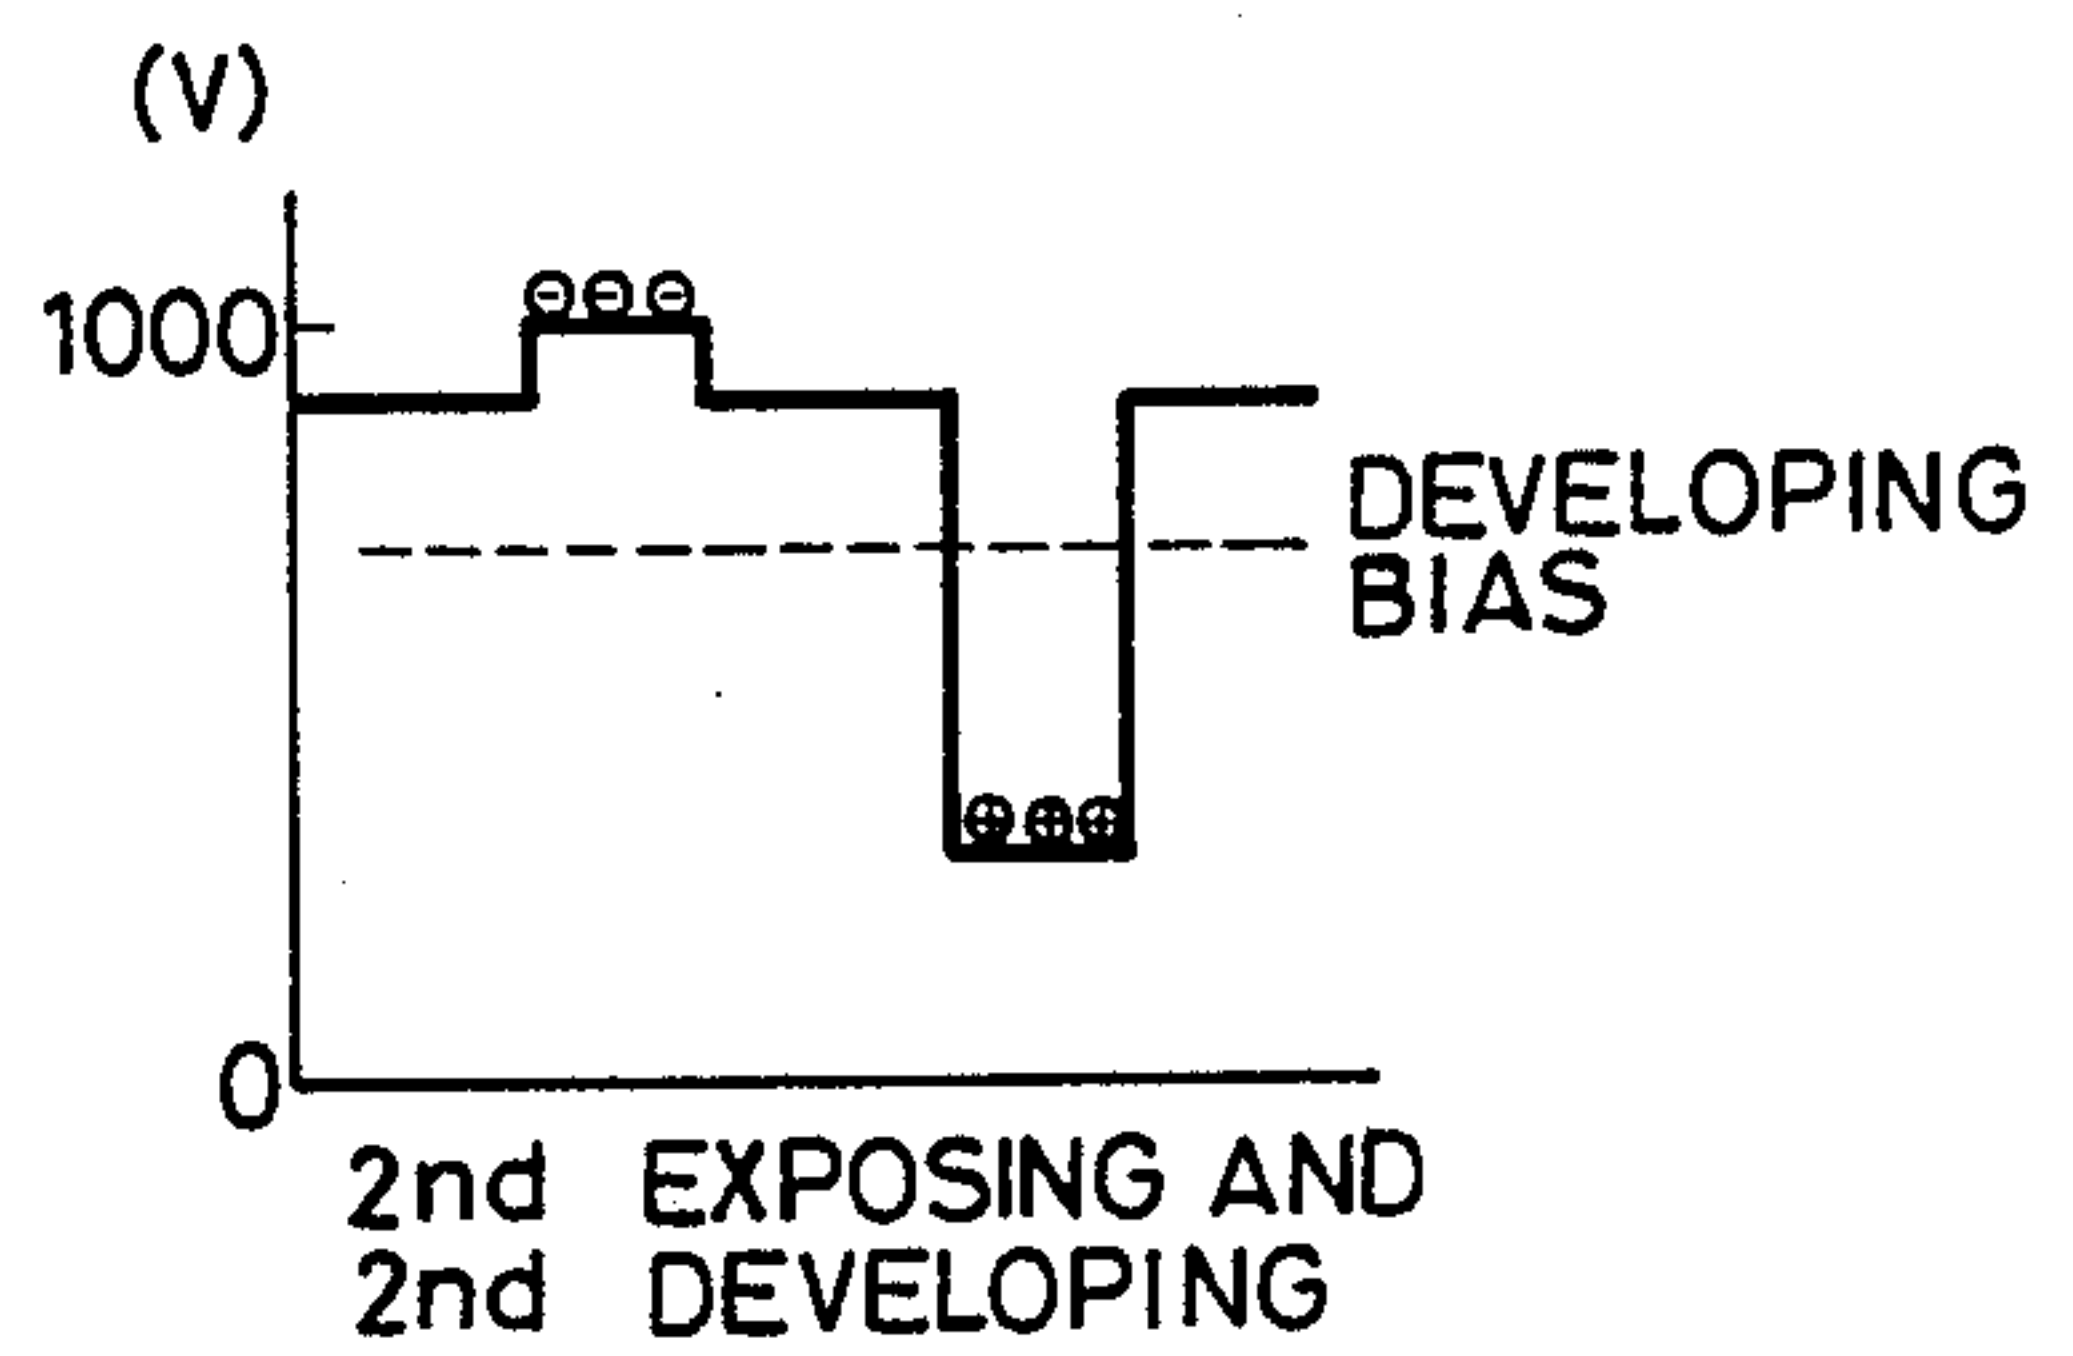 (V)
1000
DEVELOPING
BIAS
0
2nd EXPOSING AND
2nd DEVELOPING